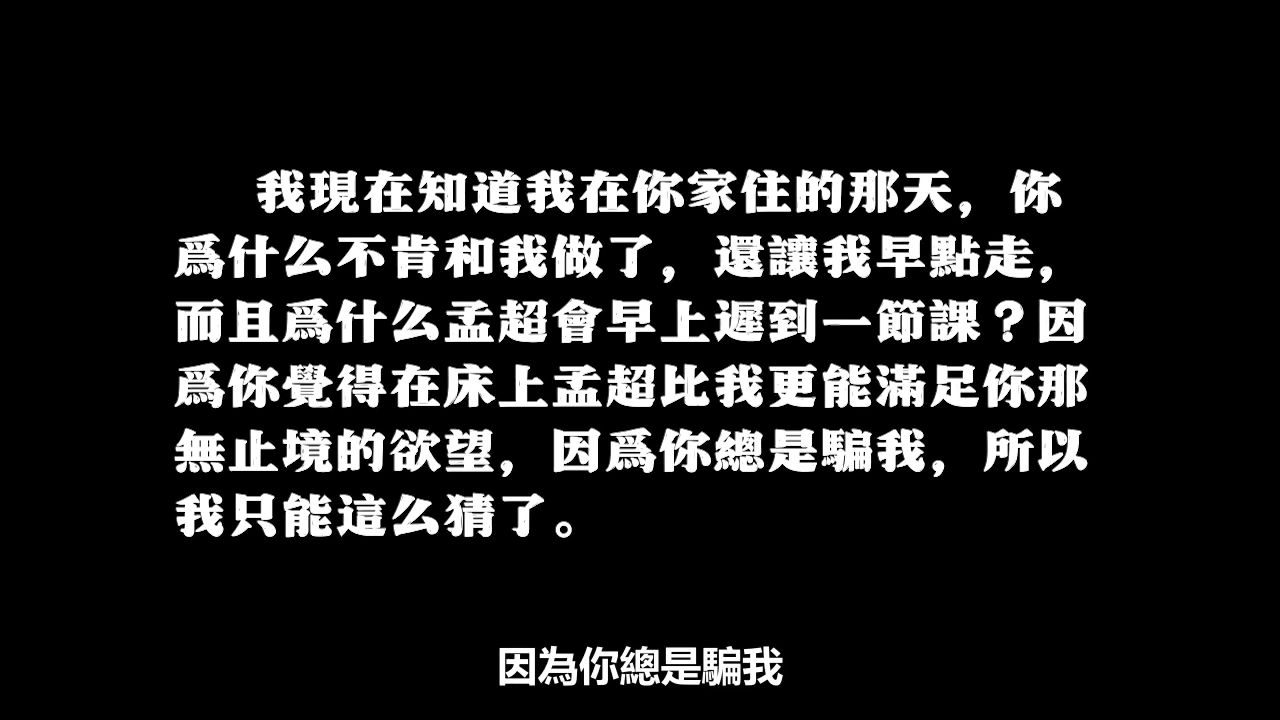 我現在知道我在你家住的那天，你
爲什么不肯和我做了，還讓我早點走，
而且爲什么孟超會早上遲到一節課？因
爲你覺得在床上孟超比我更能滿足你那
無止境的欲望，因爲你總是騙我，所以
我只能這么猜了。
因為你總是騙我